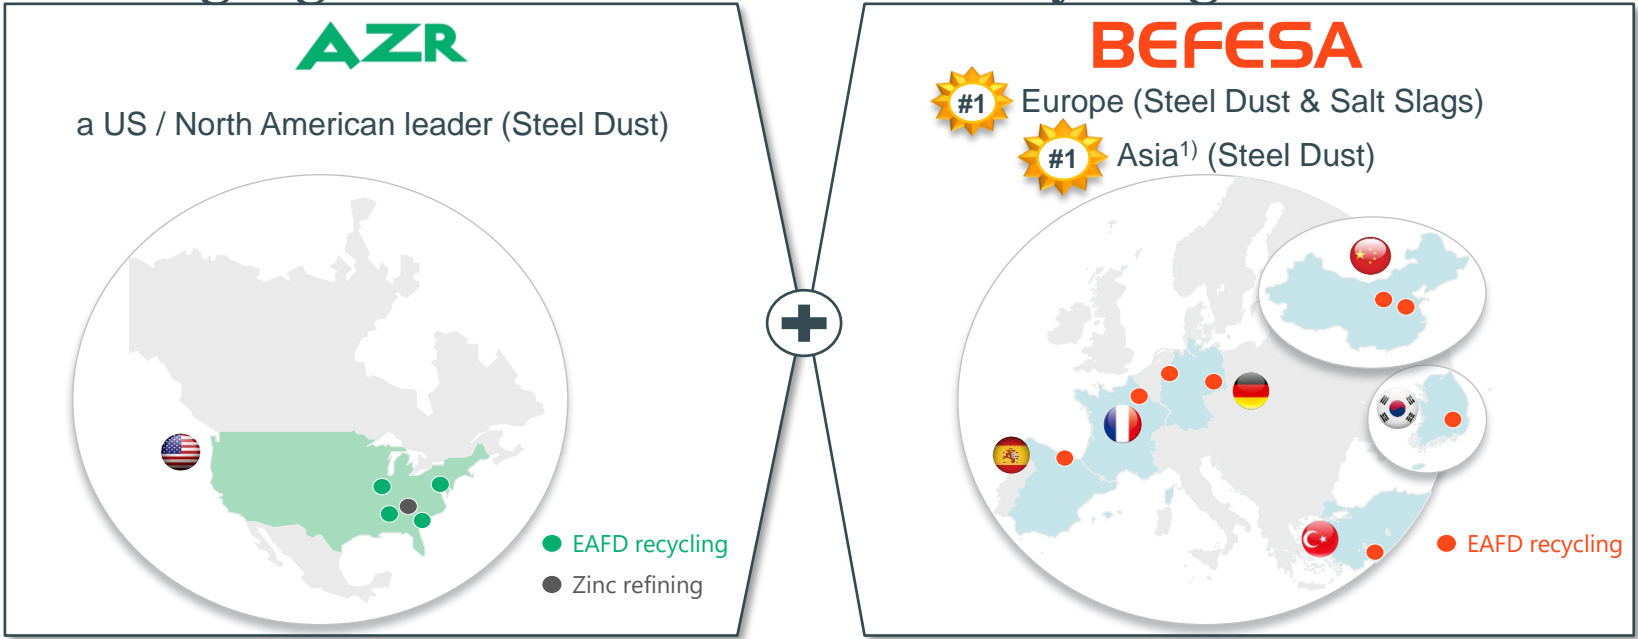 AZR
a US / North American leader (Steel Dust)
EAFD recycling
Zinc refining
BEFESA
#1 Europe (Steel Dust & Salt Slags)
#1 Asia¹⁾ (Steel Dust)
EAFD recycling